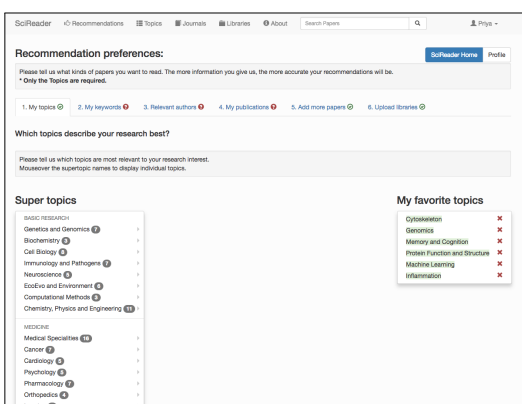 SciReader Recommendations Topics Journals Libraries About Search Papers Priya
Recommendation preferences:
SciReader Home Profile
Please tell us what kinds of papers you want to read. The more information you give us, the more accurate your recommendations will be.
* Only the Topics are required.
1. My topics 2. My keywords 3. Relevant authors 4. My publications 5. Add more papers 6. Upload libraries
Which topics describe your research best?
Please tell us which topics are most relevant to your research interest.
Mouseover the supertopic names to display individual topics.
Super topics
BASIC RESEARCH
Genetics and Genomics 7
Biochemistry 3
Cell Biology
Immunology and Pathogens 7
Neuroscience
EcoEvo and Environment
Computational Methods
Chemistry, Physics and Engineering 11
MEDICINE
Medical Specialities
Cancer 7
Cardiology
Psychology
Pharmacology 7
Orthopedics 4
My favorite topics
Cytoskeleton
Genomics
Memory and Cognition
Protein Function and Structure
Machine Learning
Inflammation